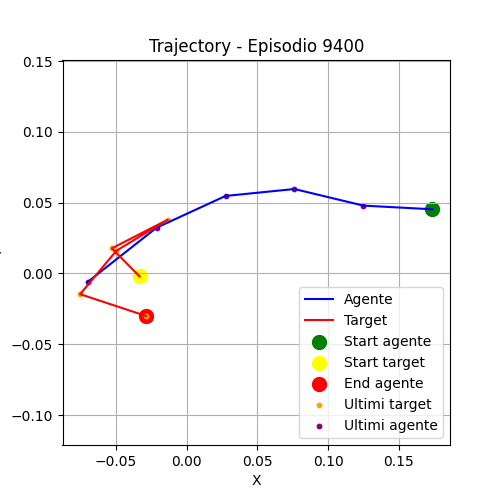 Trajectory - Episodio 9400
0.15
0.10
0.05
0.00
−0.05
−0.10
−0.05
0.00
0.05
0.10
0.15
X
Agente
Target
Start agente
Start target
End agente
Ultimi target
Ultimi agente